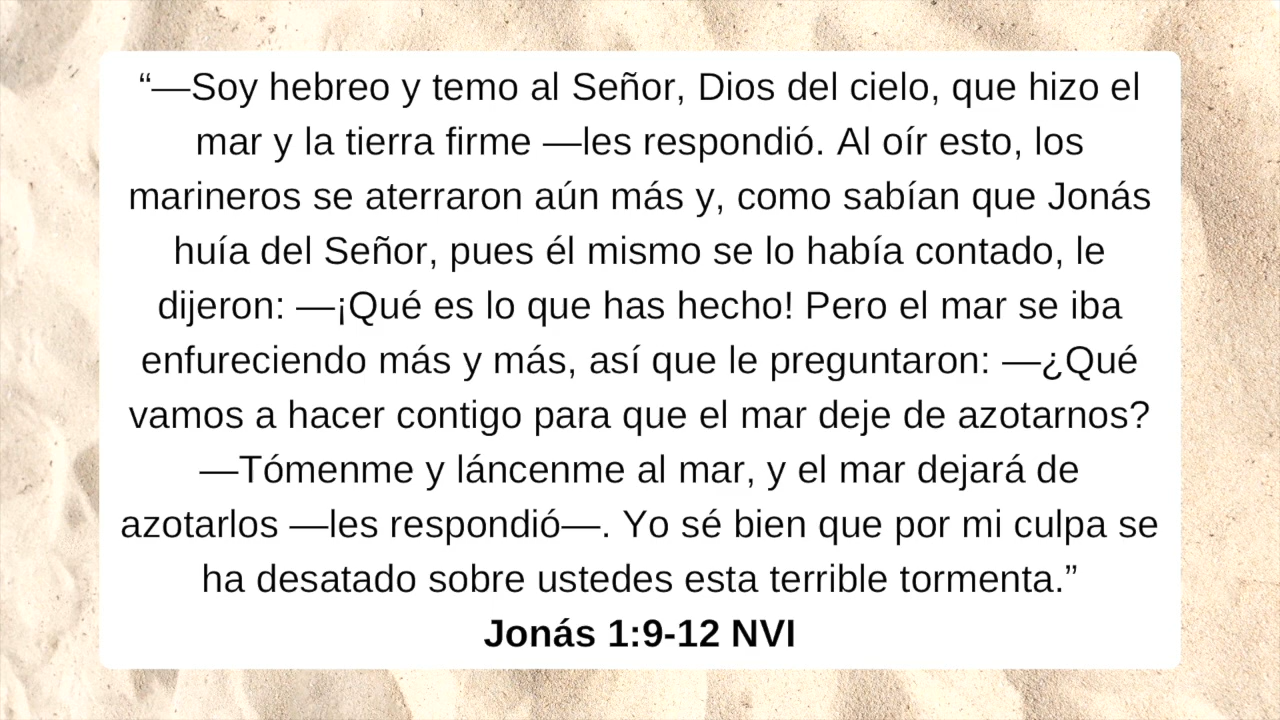 “—Soy hebreo y temo al Señor, Dios del cielo, que hizo el
mar y la tierra firme —les respondió. Al oír esto, los
marineros se aterraron aún más y, como sabían que Jonás
huía del Señor, pues él mismo se lo había contado, le
dijeron: —¡Qué es lo que has hecho! Pero el mar se iba
enfureciendo más y más, así que le preguntaron: —¿Qué
vamos a hacer contigo para que el mar deje de azotarnos?
—Tómenme y láncenme al mar, y el mar dejará de
azotarlos —les respondió—. Yo sé bien que por mi culpa se
ha desatado sobre ustedes esta terrible tormenta.”
Jonás 1:9-12 NVI